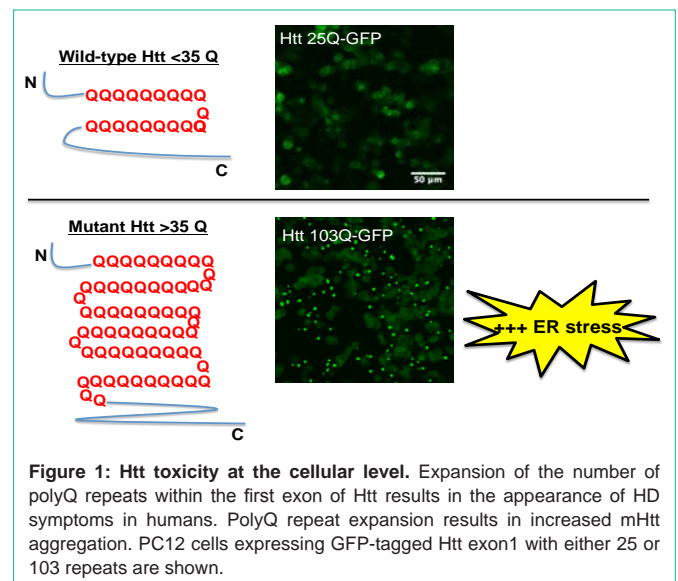 Wild-type Htt <35 Q
N
QQQQQQQQQ
Q
QQQQQQQQQ
C
Htt 25Q-GFP
50 µm
Mutant Htt >35 Q
N
QQQQQQQQQ
Q
QQQQQQQQQQ
Q
QQQQQQQQQ
Q
QQQQQQQQQ
Q
QQQQQQQQQ
Q
QQQQQQQQQQ
QQ
C
Htt 103Q-GFP
+++ ER stress
Figure 1: Htt toxicity at the cellular level. Expansion of the number of
polyQ repeats within the first exon of Htt results in the appearance of HD
symptoms in humans. PolyQ repeat expansion results in increased mHtt
aggregation. PC12 cells expressing GFP-tagged Htt exon1 with either 25 or
103 repeats are shown.